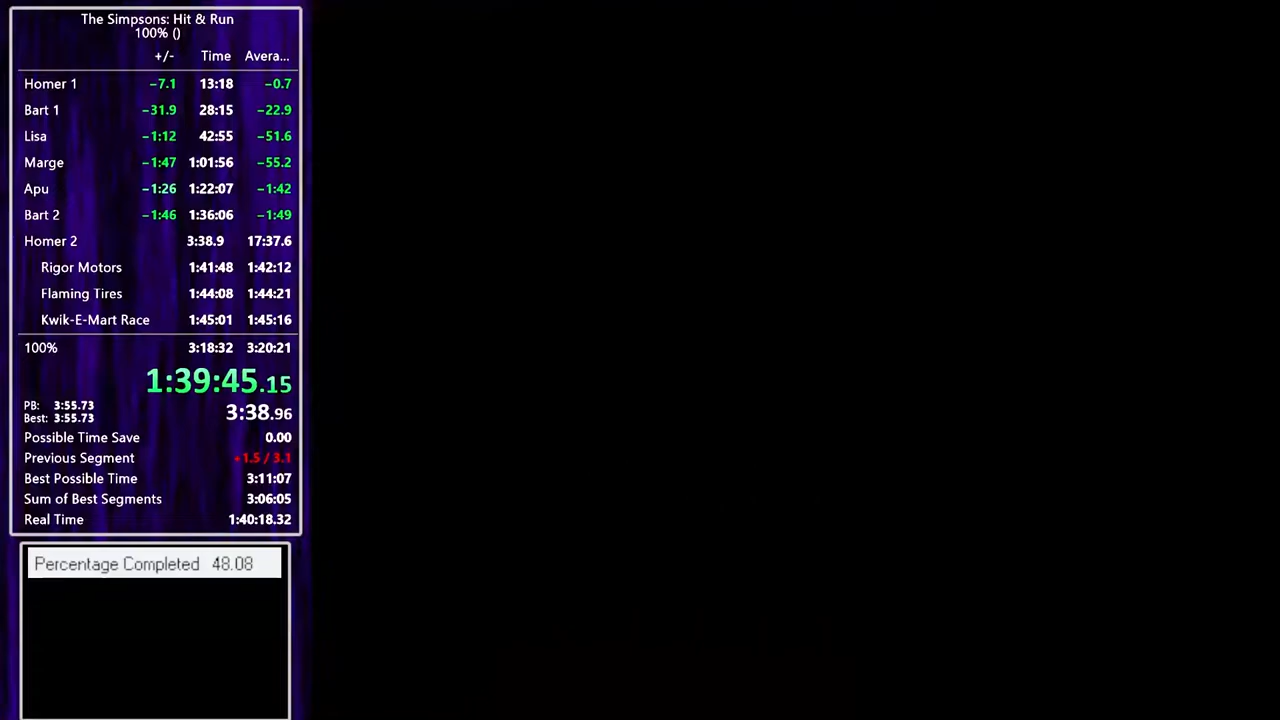 The Simpsons: Hit & Run
100% ()
+/- Time Avera...
Homer 1 −7.1 13:18 −0.7
Bart 1 −31.9 28:15 −22.9
Lisa −1:12 42:55 −51.6
Marge −1:47 1:01:56 −55.2
Apu −1:26 1:22:07 −1:42
Bart 2 −1:46 1:36:06 −1:49
Homer 2 3:38.9 17:37.6
Rigor Motors 1:41:48 1:42:12
Flaming Tires 1:44:08 1:44:21
Kwik-E-Mart Race 1:45:01 1:45:16
100% 3:18:32 3:20:21
1:39:45.15
PB: 3:55.73
Best: 3:55.73
3:38.96
Possible Time Save 0.00
Previous Segment +1.5 / 3.1
Best Possible Time 3:11:07
Sum of Best Segments 3:06:05
Real Time 1:40:18.32
Percentage Completed 48.08